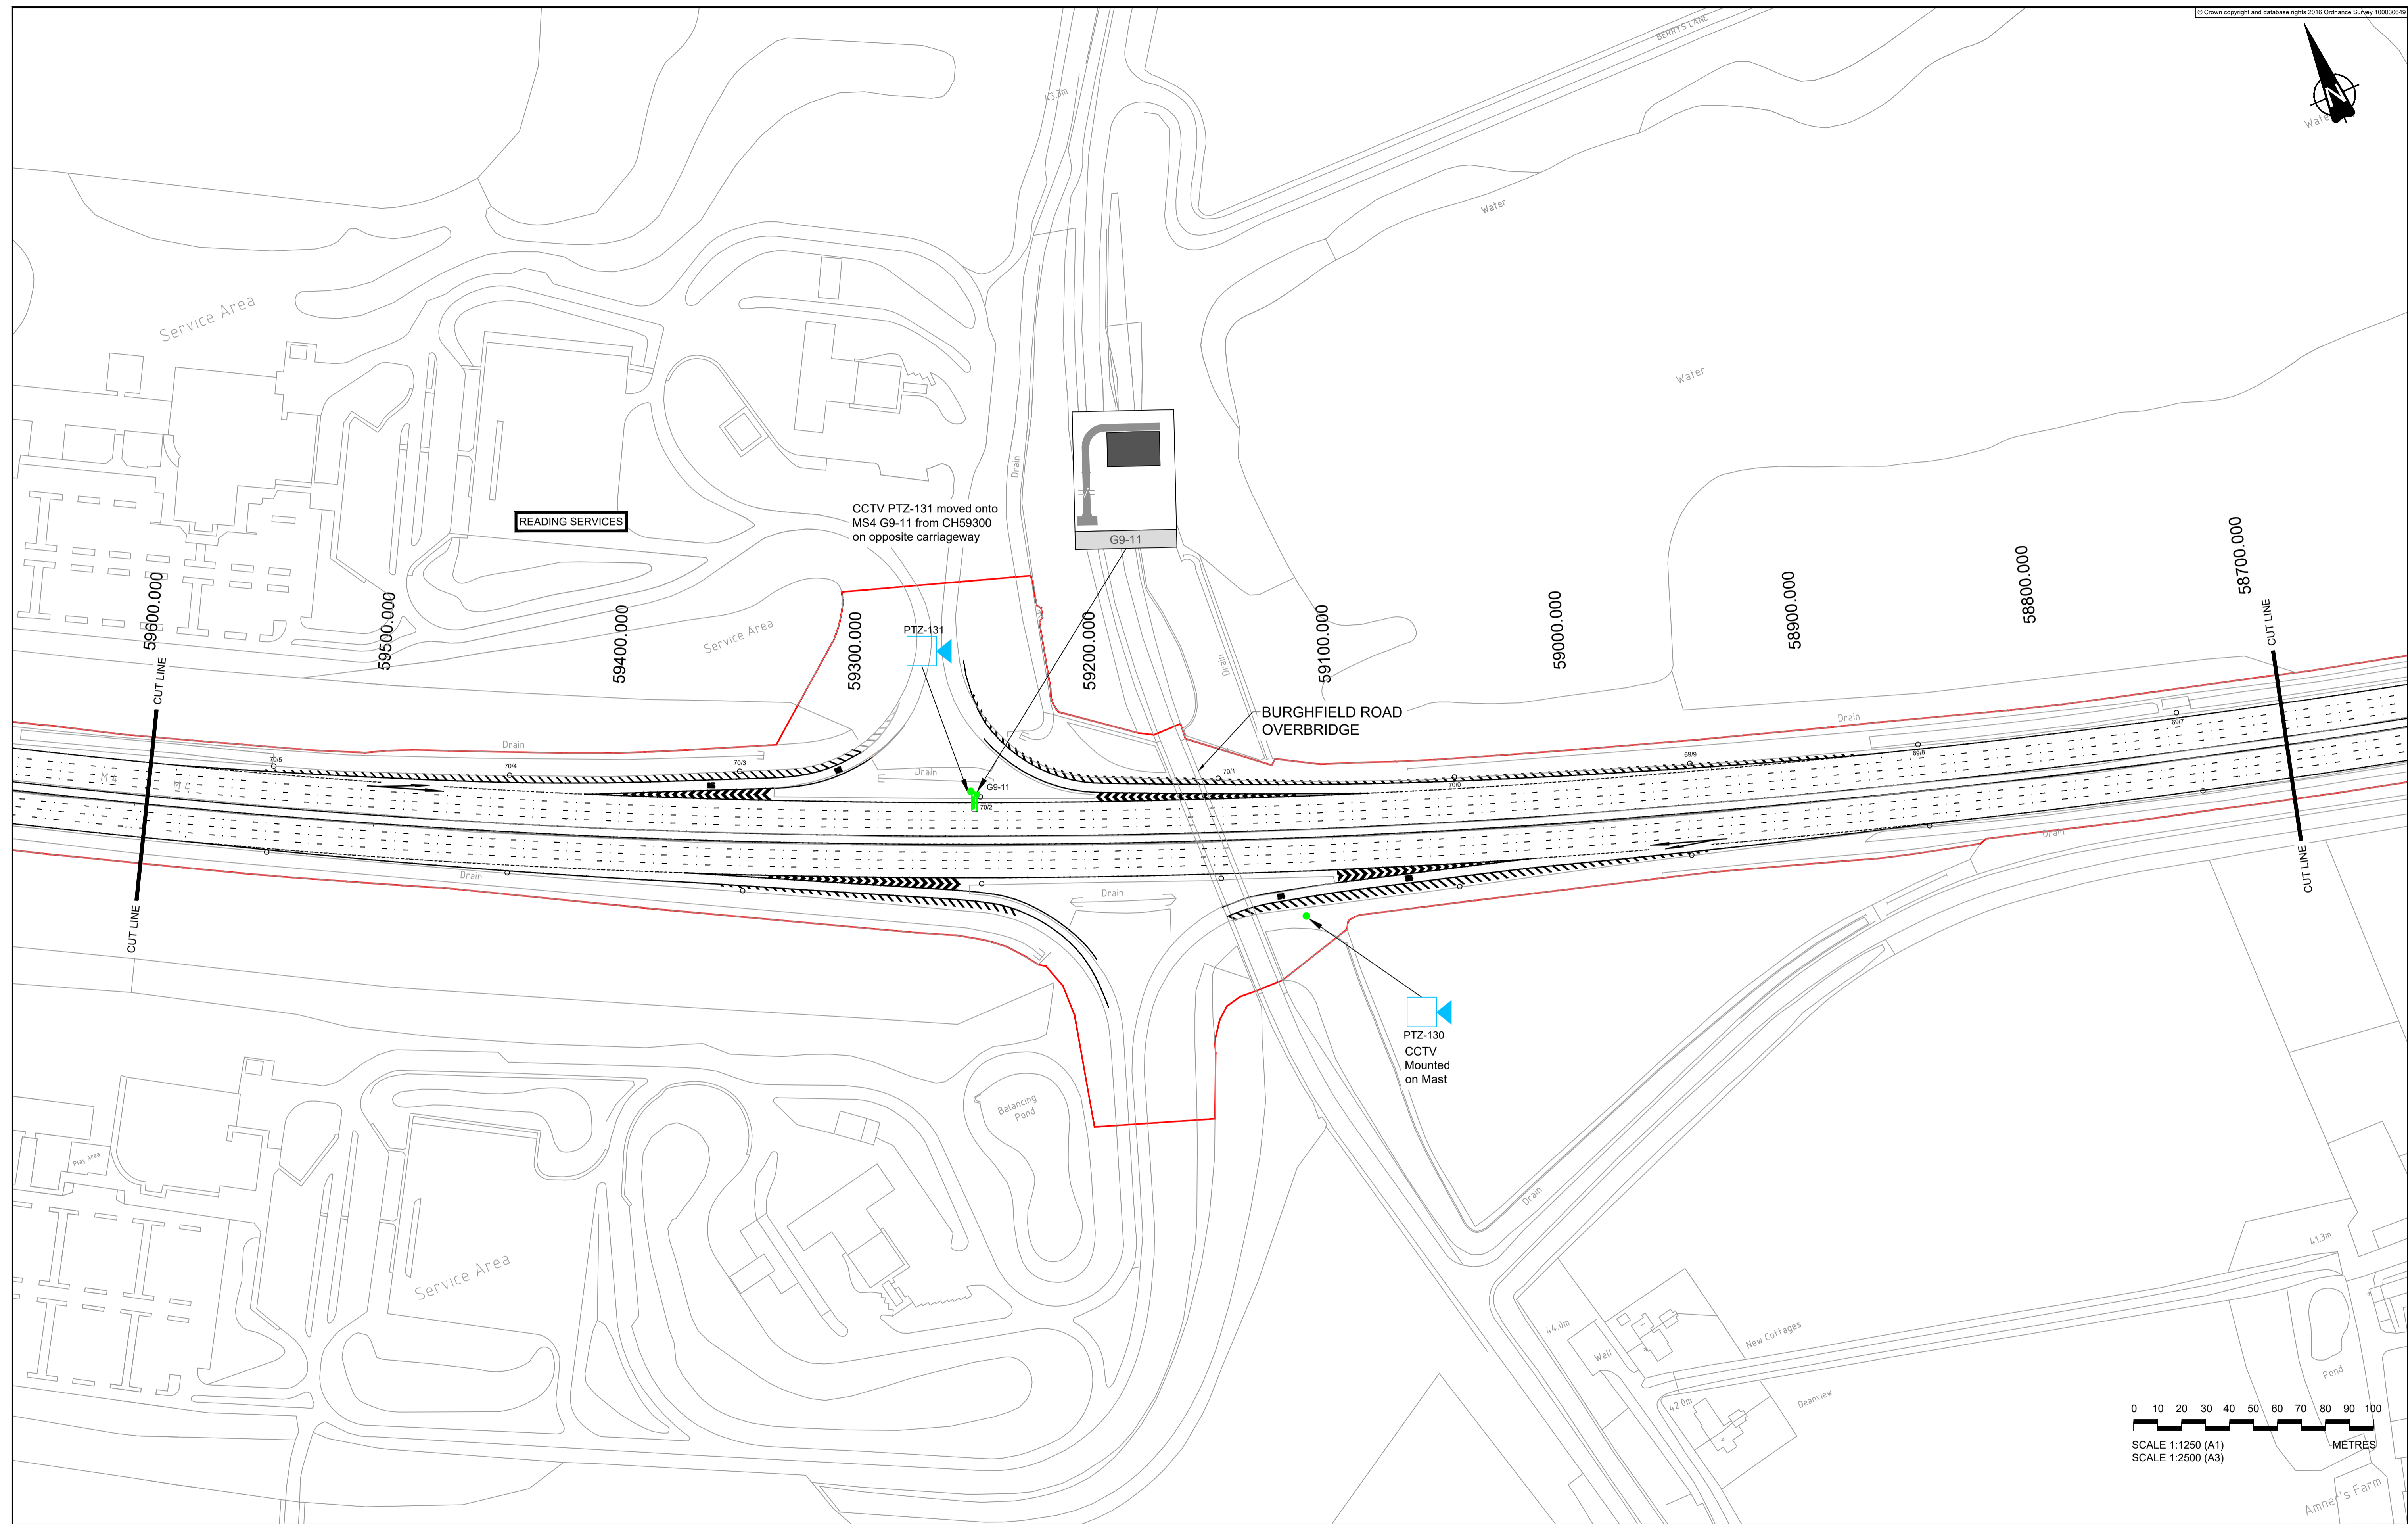 © Crown copyright and database rights 2016 Ordnance Survey 100030649
BERRYS LANE
43.3m
Water
N
Water
Water
Service Area
Drain
G9-11
READING SERVICES
CCTV PTZ-131 moved onto
MS4 G9-11 from CH59300
on opposite carriageway
59600.000
59500.000
59400.000
59300.000
59200.000
59100.000
59000.000
58900.000
58800.000
58700.000
CUT LINE
CUT LINE
Service Area
PTZ-131
Drain
BURGHFIELD ROAD
OVERBRIDGE
Drain
Drain
Drain
70/5
70/4
70/3
70/2
70/1
70/0
69/9
69/8
69/7
G9-11
M4
M4
Drain
Drain
Drain
CUT LINE
CUT LINE
PTZ-130
CCTV
Mounted
on Mast
Balancing
Pond
Play Area
Service Area
Drain
41.3m
44.0m
Well
New Cottages
42.0m
Deanview
Pond
0 10 20 30 40 50 60 70 80 90 100
SCALE 1:1250 (A1)
METRES
SCALE 1:2500 (A3)
Amner's Farm